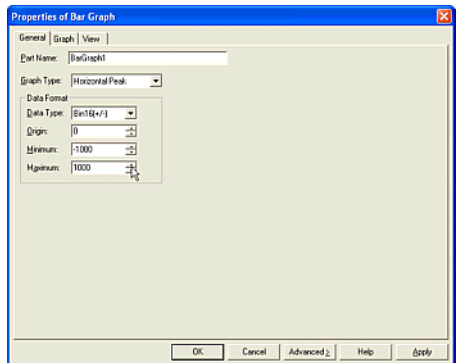 Properties of Bar Graph
General Graph View
Part Name: BarGraph1
Graph Type: Horizontal Peak
Data Format
Data Type: Bin16(+/-)
Origin: 0
Minimum: -1000
Maximum: 1000
OK Cancel Advanced > Help Apply